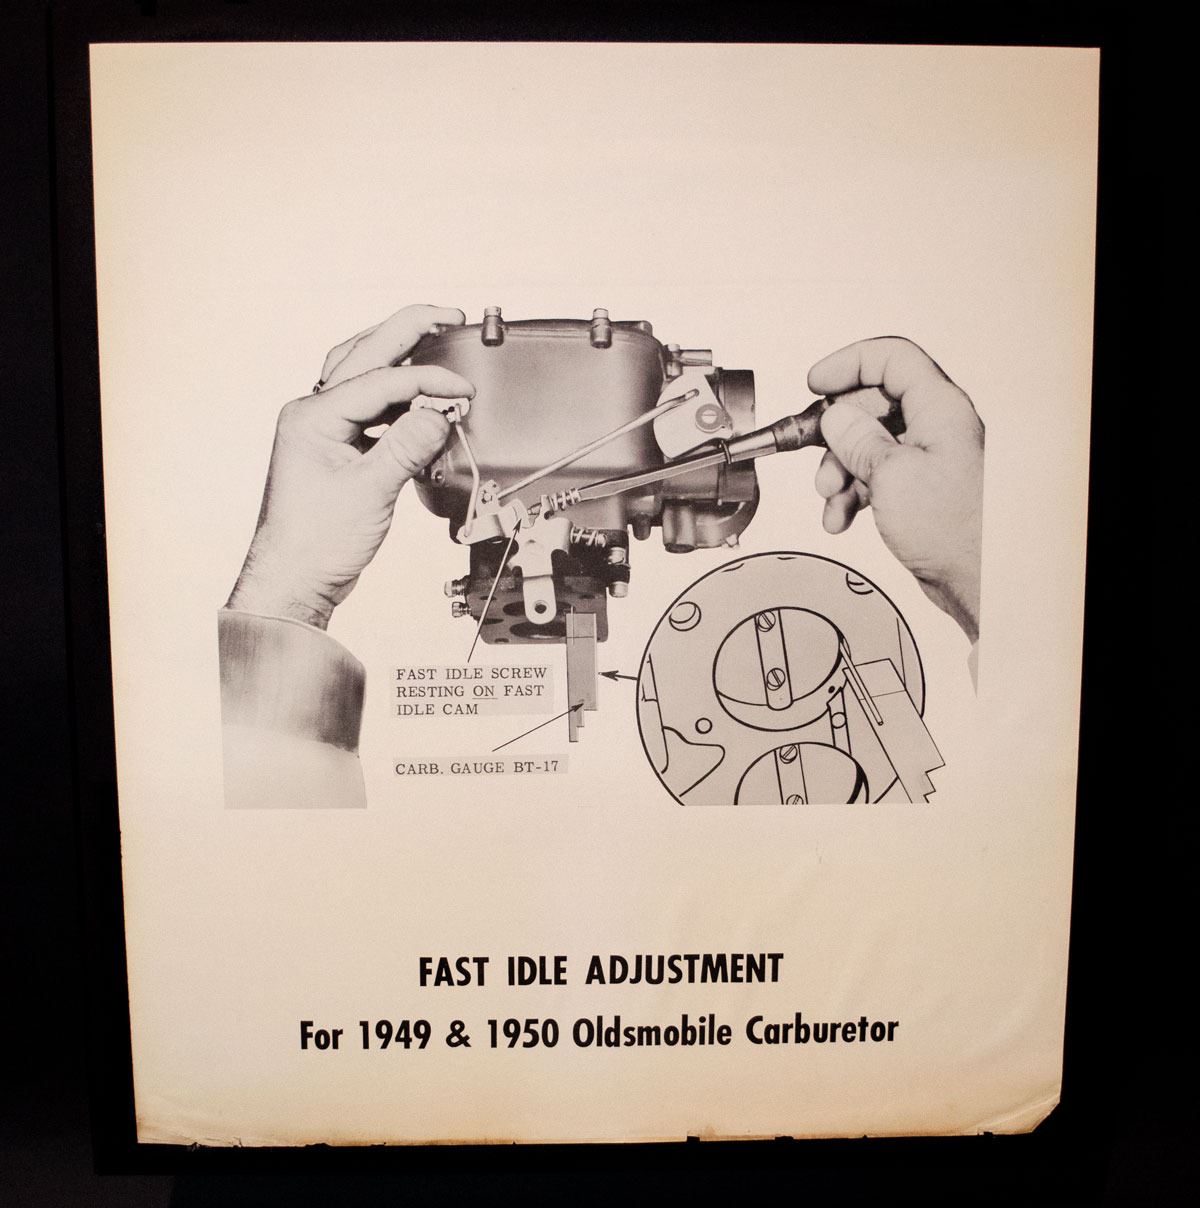 FAST IDLE SCREW
RESTING ON FAST
IDLE CAM
CARB. GAUGE BT-17
FAST IDLE ADJUSTMENT
For 1949 & 1950 Oldsmobile Carburetor